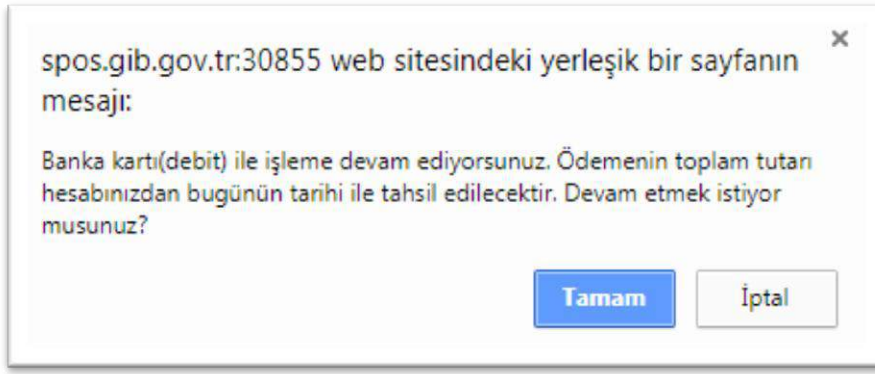 spos.gib.gov.tr:30855 web sitesindeki yerleşik bir sayfanın
mesajı:
Banka kartı(debit) ile işleme devam ediyorsunuz. Ödemenin toplam tutarı
hesabınızdan bugünün tarihi ile tahsil edilecektir. Devam etmek istiyor
musunuz?
Tamam İptal